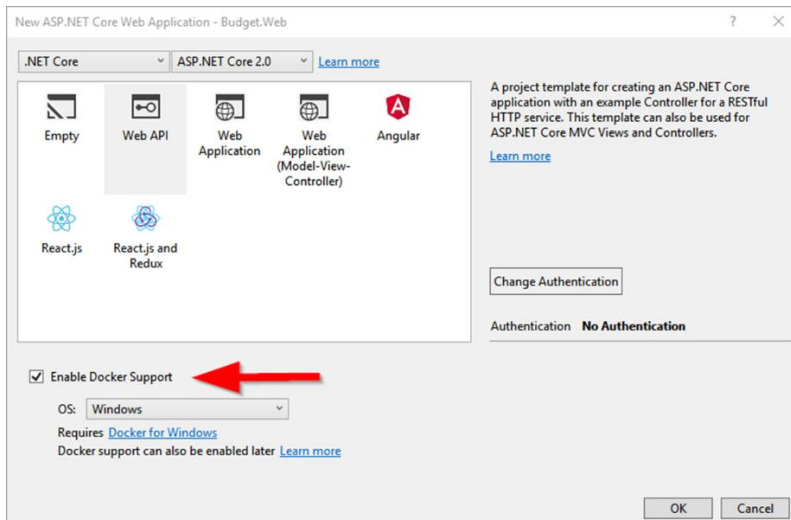 New ASP.NET Core Web Application - Budget.Web
?
.NET Core
ASP.NET Core 2.0
Learn more
Empty
Web API
Web
Application
Web
Application
(Model-View-
Controller)
Angular
React.js
React.js and
Redux
A project template for creating an ASP.NET Core
application with an example Controller for a RESTful
HTTP service. This template can also be used for
ASP.NET Core MVC Views and Controllers.
Learn more
Change Authentication
Authentication No Authentication
Enable Docker Support
OS: Windows
Requires Docker for Windows
Docker support can also be enabled later Learn more
OK
Cancel